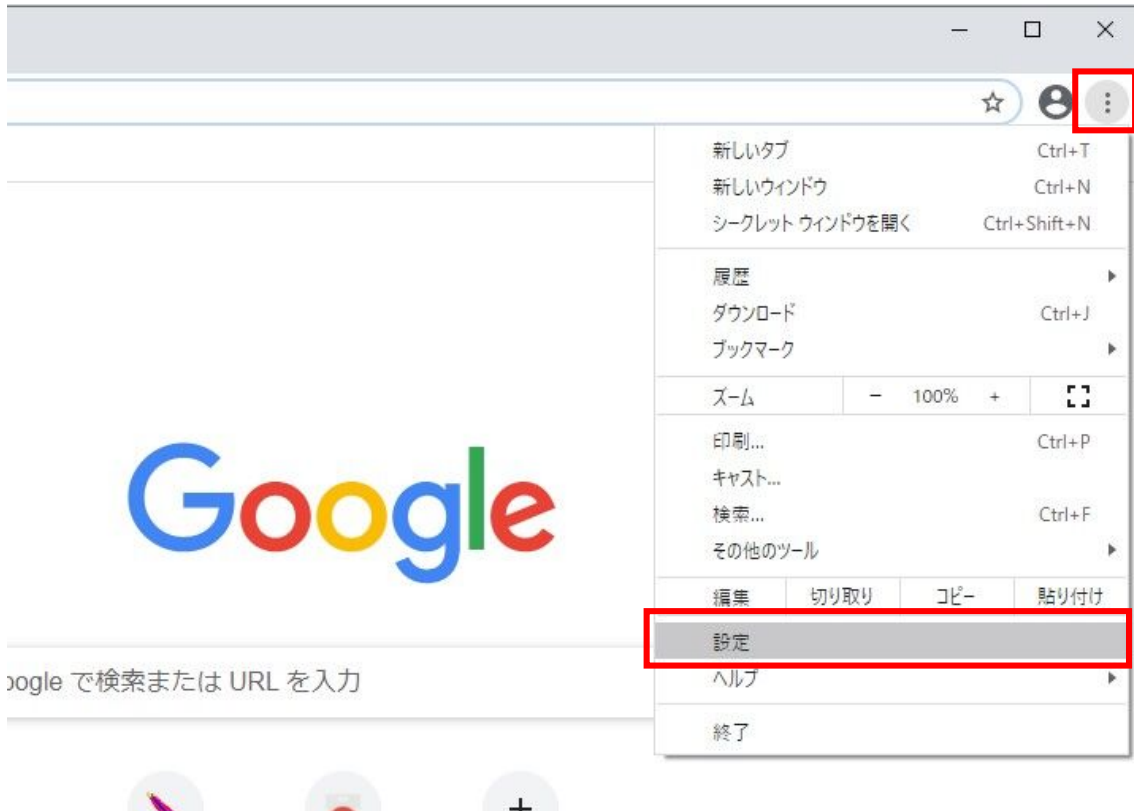 新しいタブ Ctrl+T
新しいウィンドウ Ctrl+N
シークレット ウィンドウを開く Ctrl+Shift+N
履歴
ダウンロード Ctrl+J
ブックマーク
ズーム - 100% +
印刷... Ctrl+P
キャスト...
検索... Ctrl+F
その他のツール
編集 切り取り コピー 貼り付け
設定
ヘルプ
終了
Google
oogle で検索または URL を入力